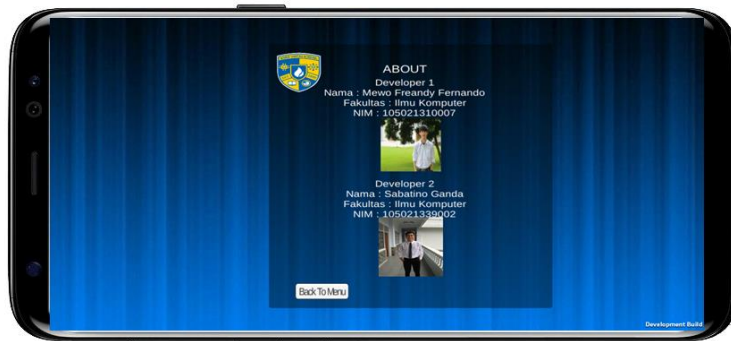 ABOUT
Developer 1
Nama : Mewo Freandy Fernando
Fakultas : Ilmu Komputer
NIM : 105021310007
Developer 2
Nama : Sabatino Ganda
Fakultas : Ilmu Komputer
NIM : 105021339002
Back To Menu
Development Build